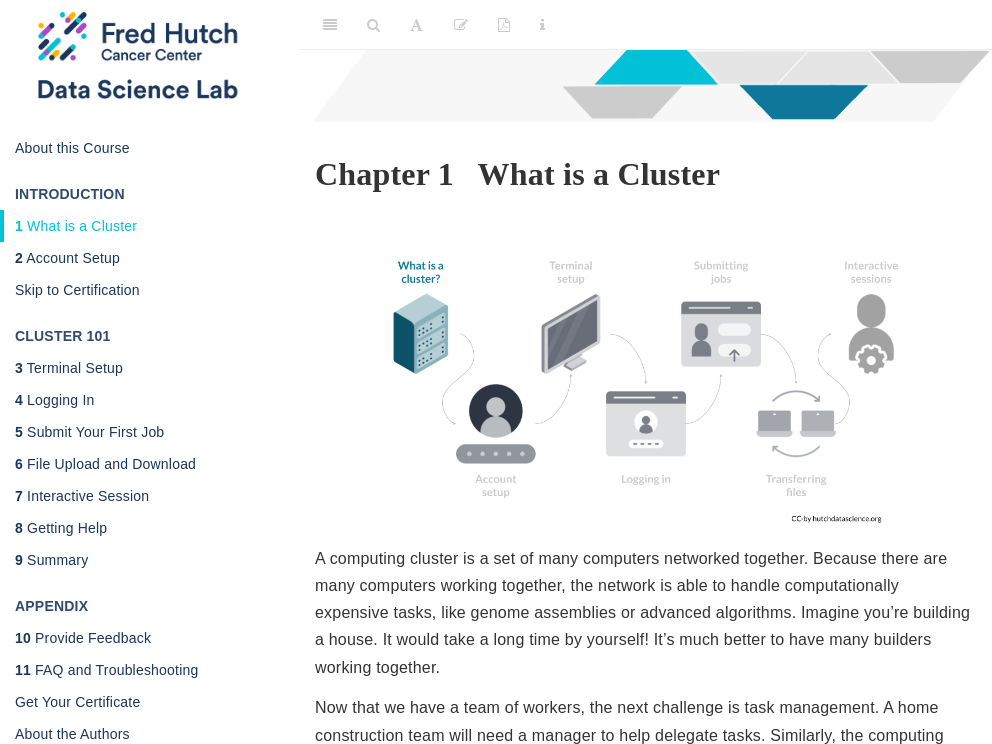 Fred Hutch
Cancer Center
Data Science Lab
About this Course
INTRODUCTION
1 What is a Cluster
2 Account Setup
Skip to Certification
CLUSTER 101
3 Terminal Setup
4 Logging In
5 Submit Your First Job
6 File Upload and Download
7 Interactive Session
8 Getting Help
9 Summary
APPENDIX
10 Provide Feedback
11 FAQ and Troubleshooting
Get Your Certificate
About the Authors
Chapter 1 What is a Cluster
What is a
cluster?
Terminal
setup
Submitting
jobs
Interactive
sessions
Account
setup
Logging in
Transferring
files
CC-by hutchdatascience.org
A computing cluster is a set of many computers networked together. Because there are
many computers working together, the network is able to handle computationally
expensive tasks, like genome assemblies or advanced algorithms. Imagine you’re building
a house. It would take a long time by yourself! It’s much better to have many builders
working together.
Now that we have a team of workers, the next challenge is task management. A home
construction team will need a manager to help delegate tasks. Similarly, the computing